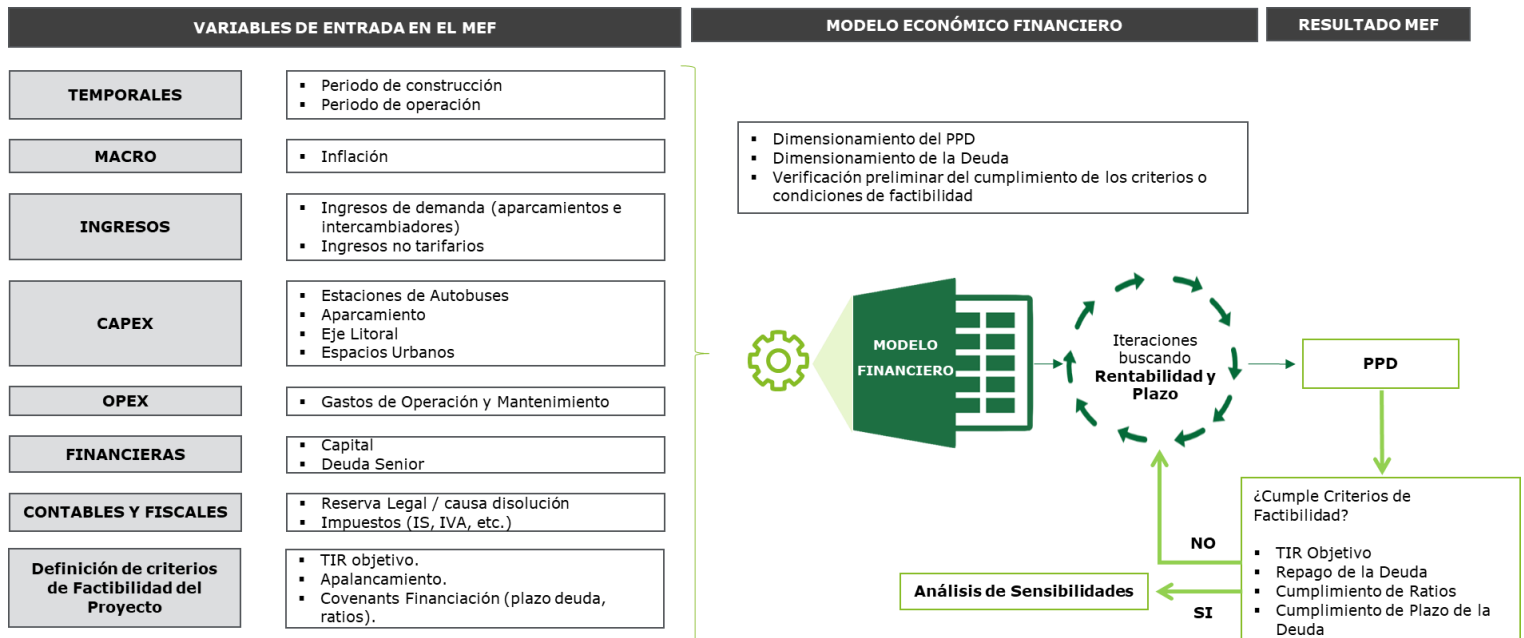 VARIABLES DE ENTRADA EN EL MEF
MODELO ECONÓMICO FINANCIERO
RESULTADO MEF
TEMPORALES
▪ Periodo de construcción
▪ Periodo de operación
MACRO
▪ Inflación
INGRESOS
▪ Ingresos de demanda (aparcamientos e
intercambiadores)
▪ Ingresos no tarifarios
CAPEX
▪ Estaciones de Autobuses
▪ Aparcamiento
▪ Eje Litoral
▪ Espacios Urbanos
OPEX
▪ Gastos de Operación y Mantenimiento
FINANCIERAS
▪ Capital
▪ Deuda Senior
CONTABLES Y FISCALES
▪ Reserva Legal / causa disolución
▪ Impuestos (IS, IVA, etc.)
Definición de criterios
de Factibilidad del
Proyecto
▪ TIR objetivo.
▪ Apalancamiento.
▪ Covenants Financiación (plazo deuda,
ratios).
▪ Dimensionamiento del PPD
▪ Dimensionamiento de la Deuda
▪ Verificación preliminar del cumplimiento de los criterios o
condiciones de factibilidad
MODELO
FINANCIERO
Iteraciones
buscando
Rentabilidad y
Plazo
PPD
¿Cumple Criterios de
Factibilidad?
▪ TIR Objetivo
▪ Repago de la Deuda
▪ Cumplimiento de Ratios
▪ Cumplimiento de Plazo de la
Deuda
NO
SI
Análisis de Sensibilidades